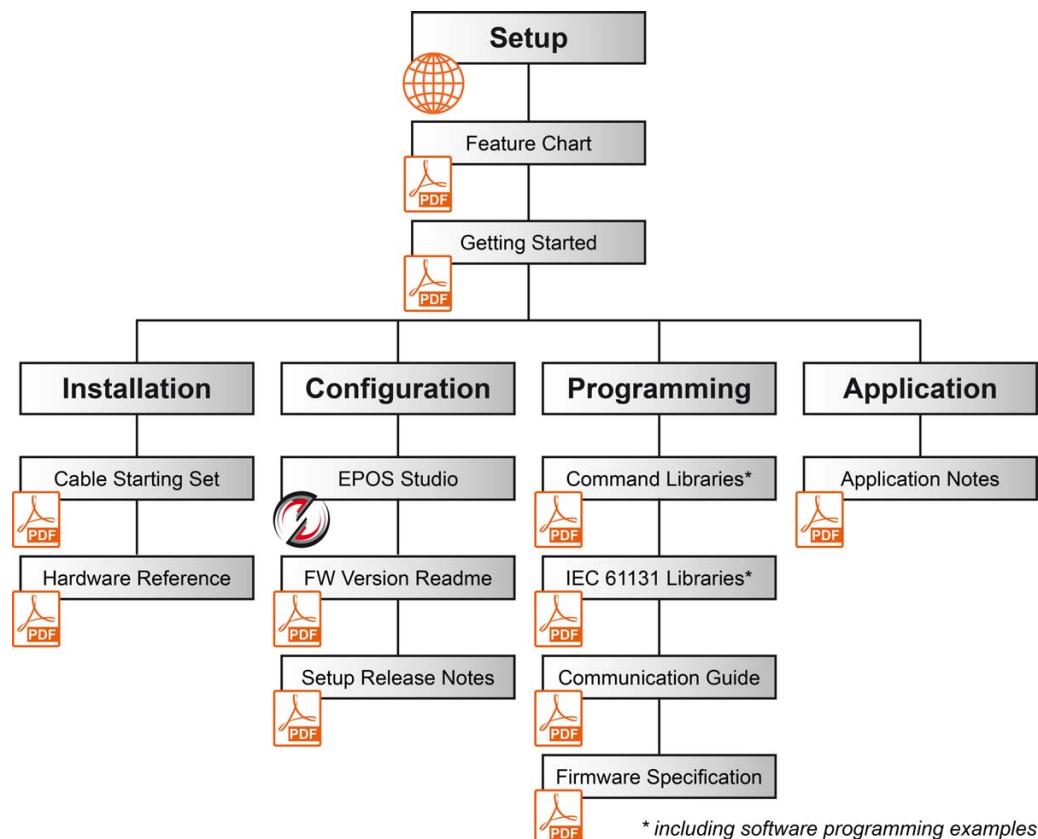 Setup
Feature Chart
PDF
Getting Started
PDF
Installation
Configuration
Programming
Application
Cable Starting Set
PDF
EPOS Studio
Command Libraries*
PDF
Application Notes
PDF
Hardware Reference
PDF
FW Version Readme
PDF
IEC 61131 Libraries*
PDF
Setup Release Notes
PDF
Communication Guide
PDF
Firmware Specification
PDF
* including software programming examples